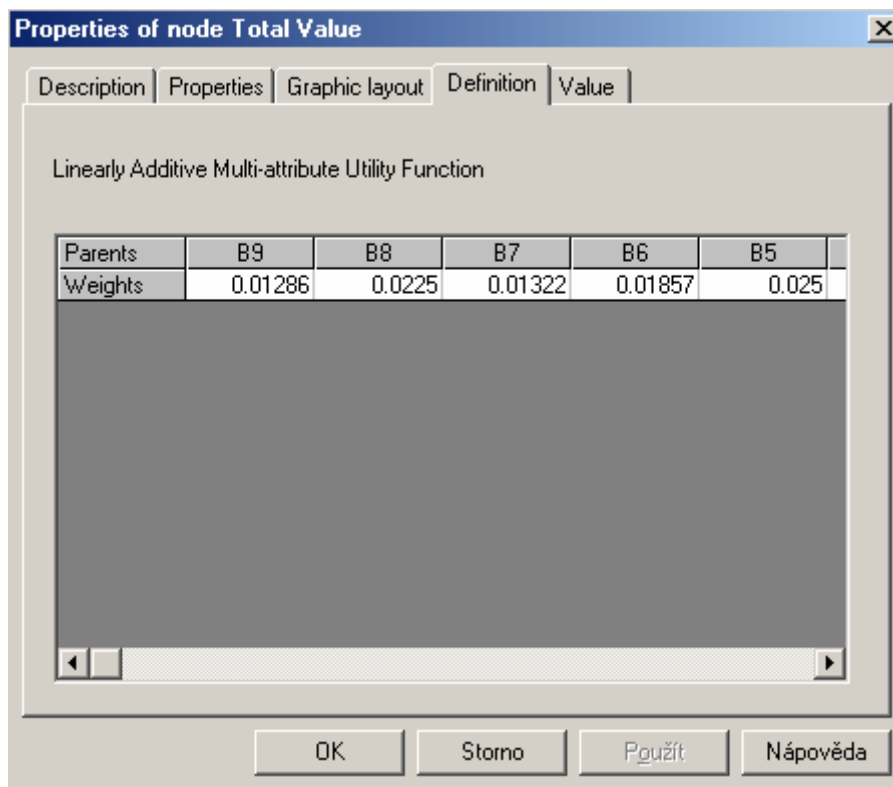 Properties of node Total Value
Description Properties Graphic layout Definition Value
Linearly Additive Multi-attribute Utility Function
Parents B9 B8 B7 B6 B5
Weights 0.01286 0.0225 0.01322 0.01857 0.025
OK Storno Použít Nápověda